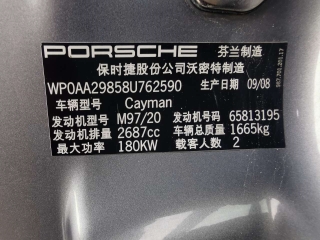 PORSCHE 芬兰制造
保时捷股份公司沃密特制造
WP0AA29858U762590 生产日期 09/08
车辆型号 Cayman
发动机型号 M97/20 发动机号码 65813195
发动机排量 2687cc 车辆总质量 1665kg
最大功率 180KW 载客人数 2